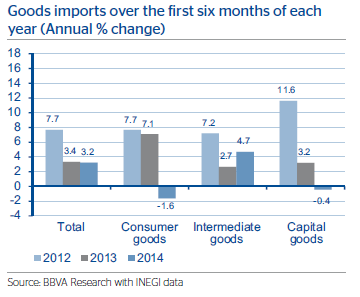 Goods imports over the first six months of each
year (Annual % change)
18
16
14
12
10
8
6
4
2
0
-2
-4
7.7
3.4
3.2
7.7
7.1
-1.6
7.2
2.7
4.7
11.6
3.2
-0.4
Total
Consumer
goods
Intermediate
goods
Capital
goods
2012
2013
2014
Source: BBVA Research with INEGI data